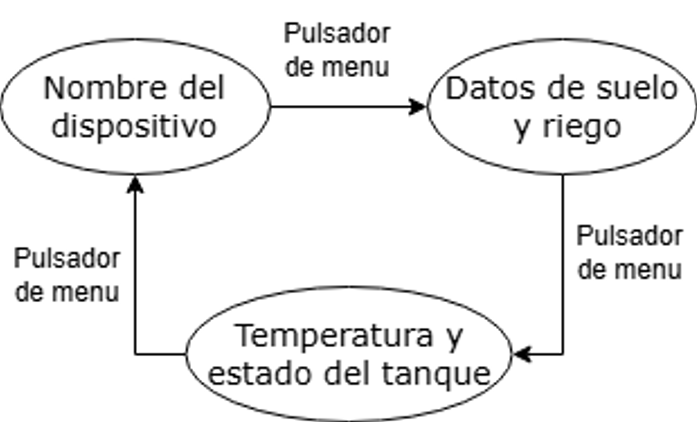 Pulsador
de menu
Nombre del
dispositivo
Datos de suelo
y riego
Pulsador
de menu
Pulsador
de menu
Temperatura y
estado del tanque